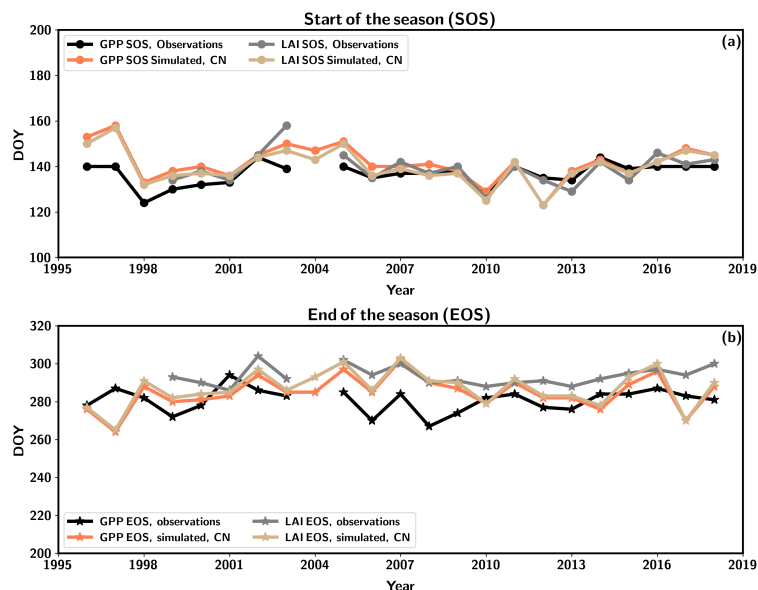 Start of the season (SOS)
(a)
GPP SOS, Observations
LAI SOS, Observations
GPP SOS Simulated, CN
LAI SOS Simulated, CN
DOY
200
180
160
140
120
100
1995 1998 2001 2004 2007 2010 2013 2016 2019
Year
End of the season (EOS)
(b)
DOY
320
300
280
260
240
220
200
GPP EOS, observations
LAI EOS, observations
GPP EOS, simulated, CN
LAI EOS, simulated, CN
1995 1998 2001 2004 2007 2010 2013 2016 2019
Year